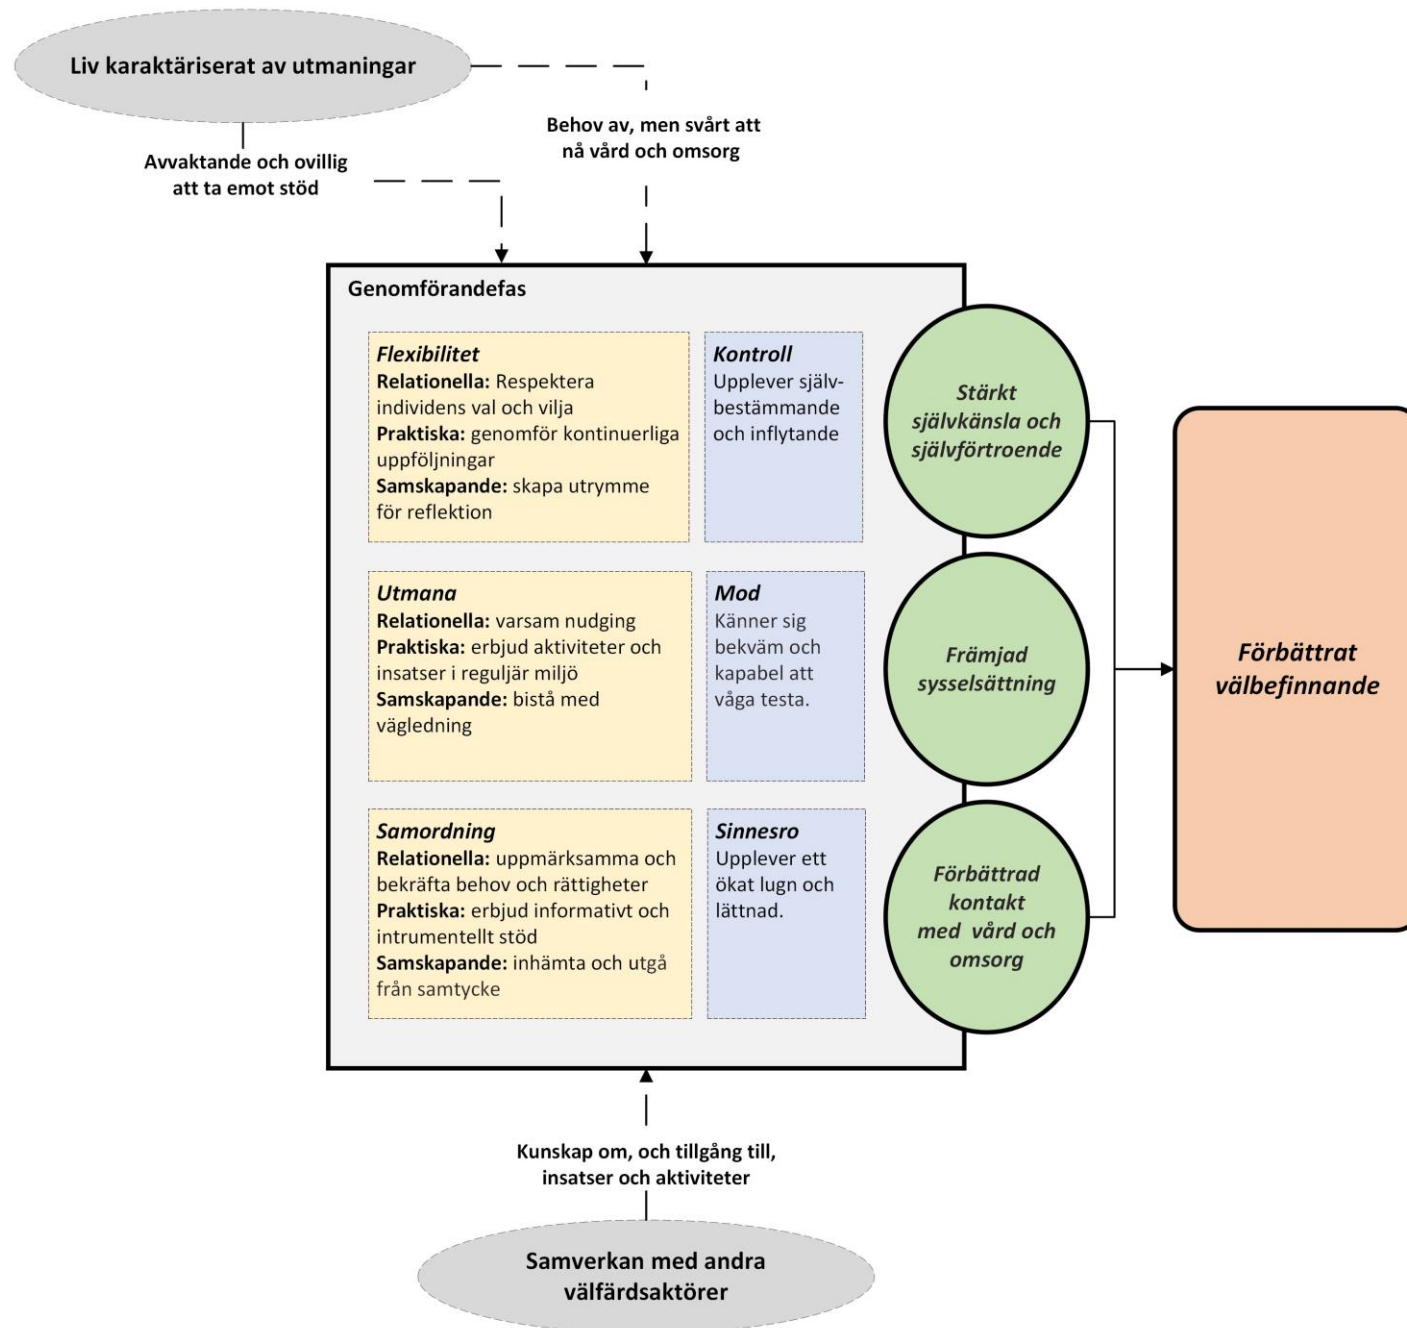 Liv karaktäriserat av utmaningar
Behov av, men svårt att
nå vård och omsorg
Avvaktande och ovillig
att ta emot stöd
Genomförandefas
Flexibilitet
Relationella: Respektera
individens val och vilja
Praktiska: genomför kontinuerliga
uppföljningar
Samskapande: skapa utrymme
för reflektion
Kontroll
Upplever själv-
bestämmande
och inflytande
Stärkt
självkänsla och
självförtroende
Utmana
Relationella: varsam nudging
Praktiska: erbjud aktiviteter och
insatser i reguljär miljö
Samskapande: bistå med
vägledning
Mod
Känner sig
bekväm och
kapabel att
våga testa.
Främjad
sysselsättning
Samordning
Relationella: uppmärksamma och
bekräfta behov och rättigheter
Praktiska: erbjud informativt och
intrumentellt stöd
Samskapande: inhämta och utgå
från samtycke
Sinnesro
Upplever ett
ökat lugn och
lättnad.
Förbättrad
kontakt
med  vård och
omsorg
Förbättrat
välbefinnande
Kunskap om, och tillgång till,
insatser och aktiviteter
Samverkan med andra
välfärdsaktörer